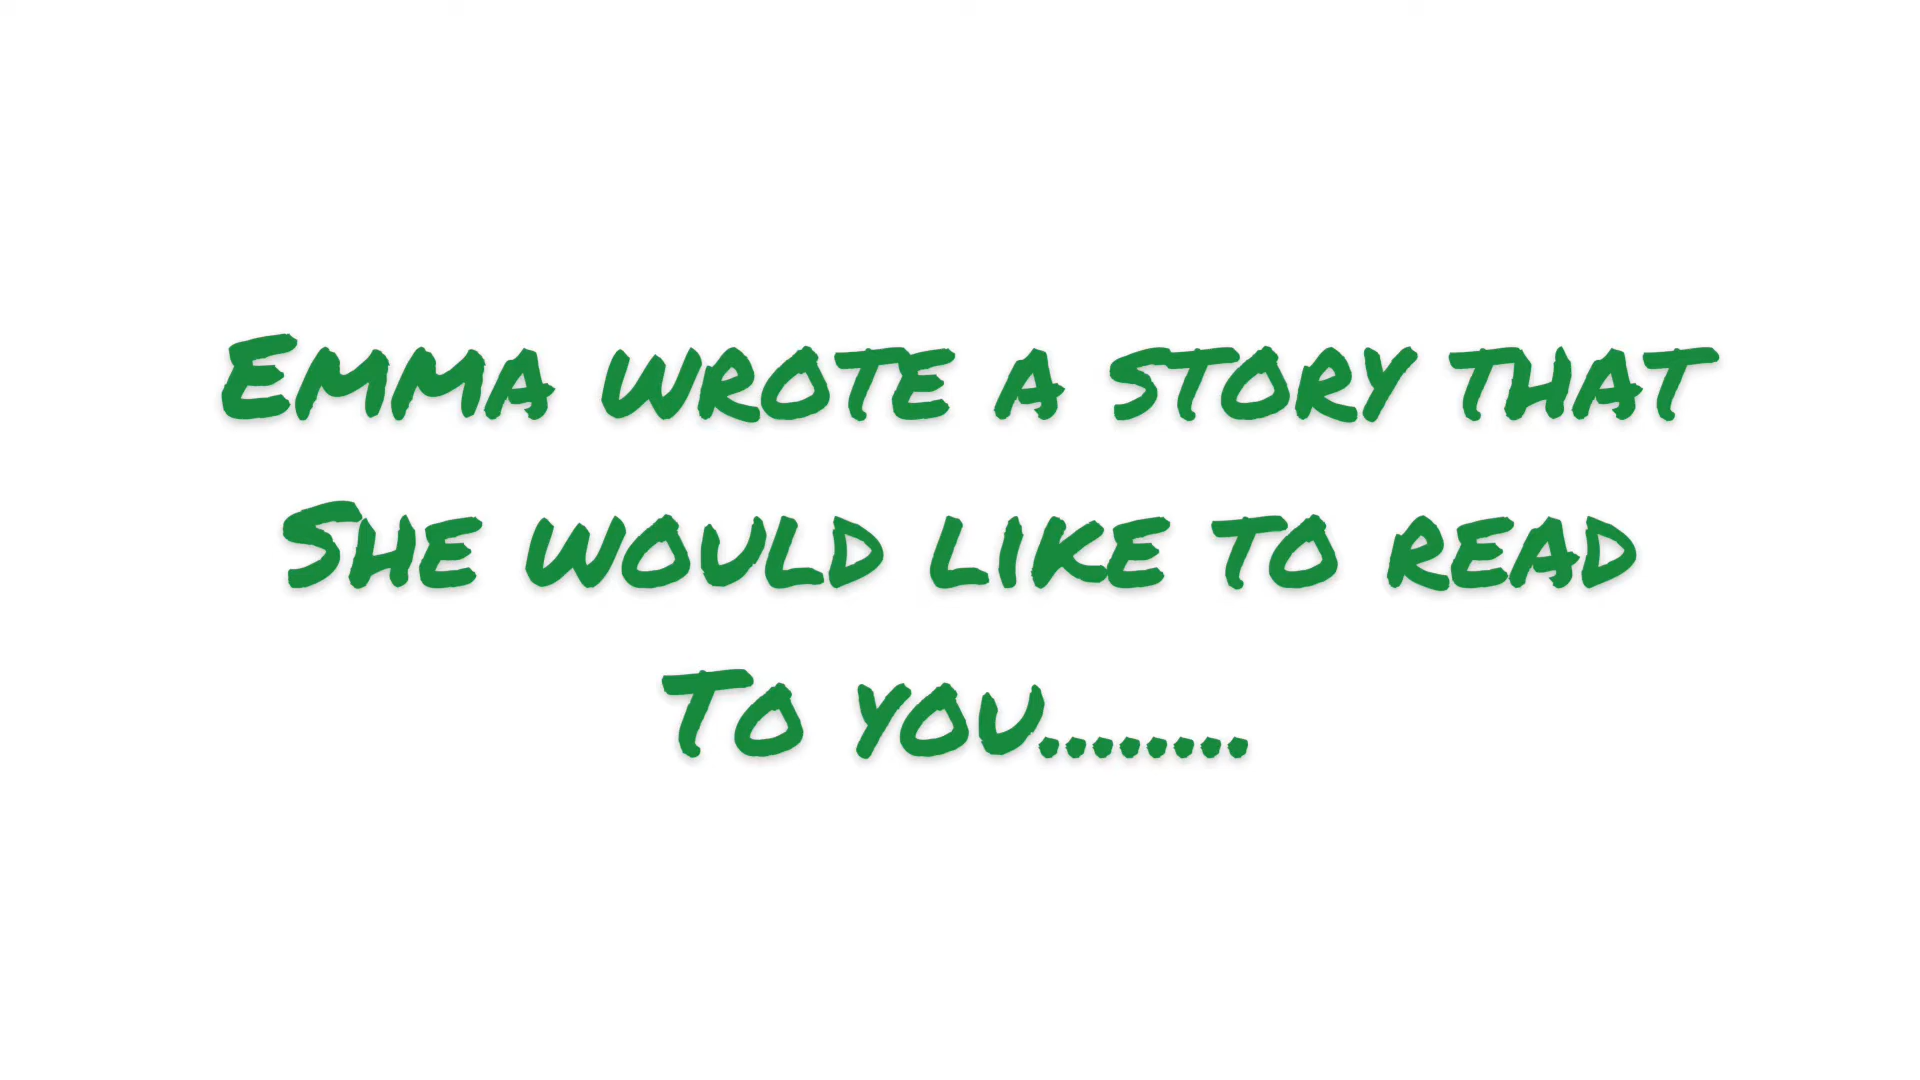 Emma wrote a story that
She would like to read
To you........